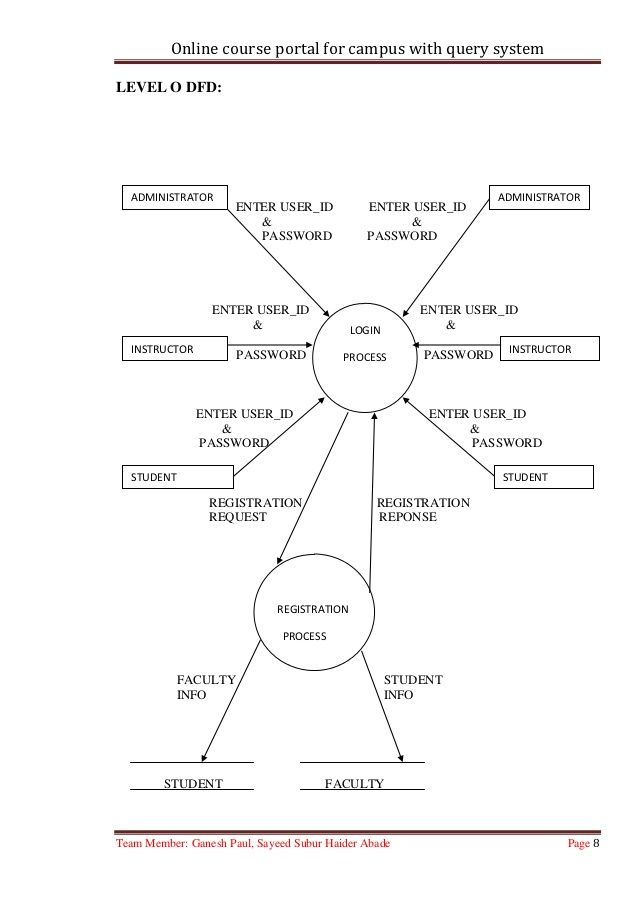 Online course portal for campus with query system
LEVEL O DFD:
ADMINISTRATOR
ADMINISTRATOR
ENTER USER_ID
&
PASSWORD
ENTER USER_ID
&
PASSWORD
ENTER USER_ID
&
PASSWORD
LOGIN
PROCESS
ENTER USER_ID
&
PASSWORD
INSTRUCTOR
INSTRUCTOR
ENTER USER_ID
&
PASSWORD
ENTER USER_ID
&
PASSWORD
STUDENT
STUDENT
REGISTRATION
REQUEST
REGISTRATION
REPONSE
REGISTRATION
PROCESS
FACULTY
INFO
STUDENT
INFO
STUDENT
FACULTY
Team Member: Ganesh Paul, Sayeed Subur Haider Abade
Page 8